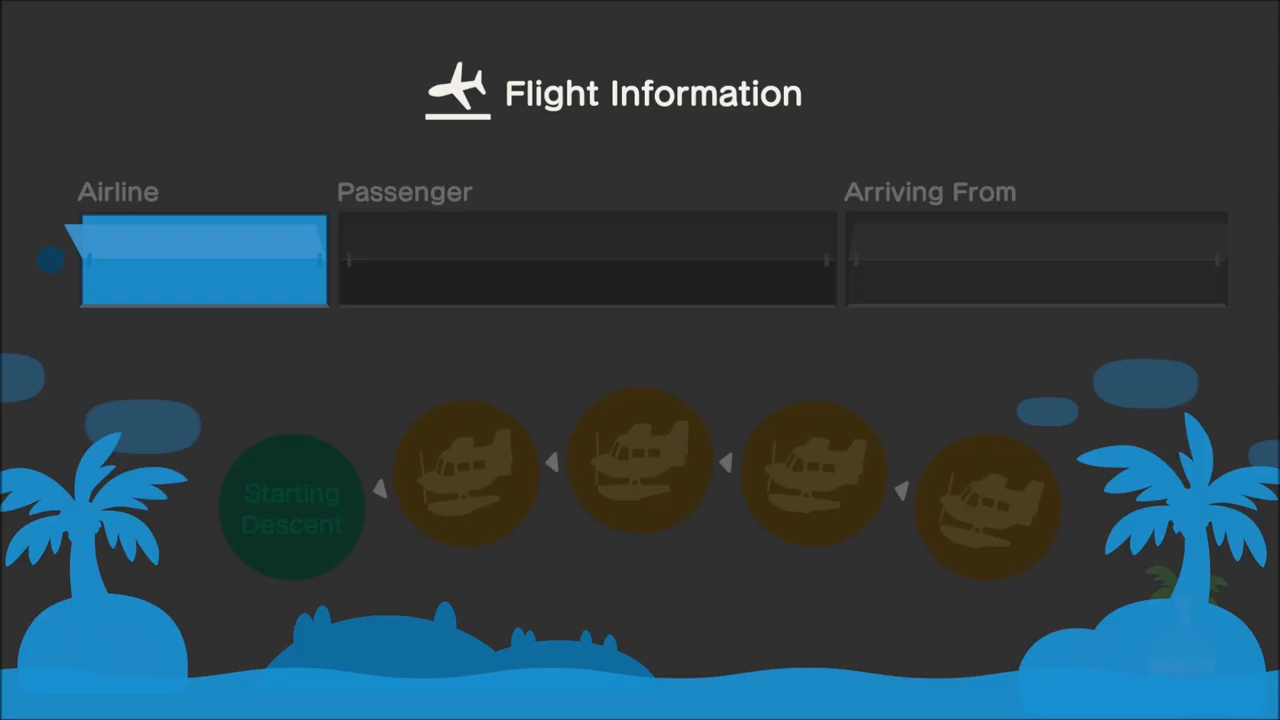 Flight Information
Airline
Passenger
Arriving From
Starting
Descent